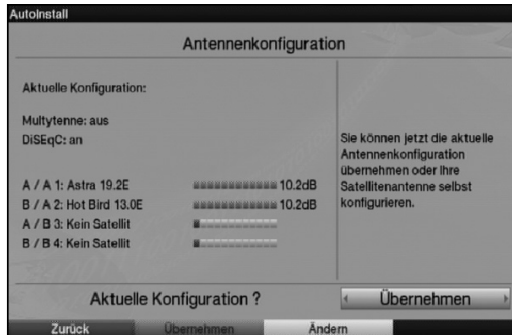 AutoInstall
Antennenkonfiguration
Aktuelle Konfiguration:
Multytenne: aus
DiSEqC: an
A / A 1: Astra 19.2E 10.2dB
B / A 2: Hot Bird 13.0E 10.2dB
A / B 3: Kein Satellit
B / B 4: Kein Satellit
Sie können jetzt die aktuelle
Antennenkonfiguration
übernehmen oder Ihre
Satellitenantenne selbst
konfigurieren.
Aktuelle Konfiguration ? Übernehmen
Zurück Übernehmen Ändern